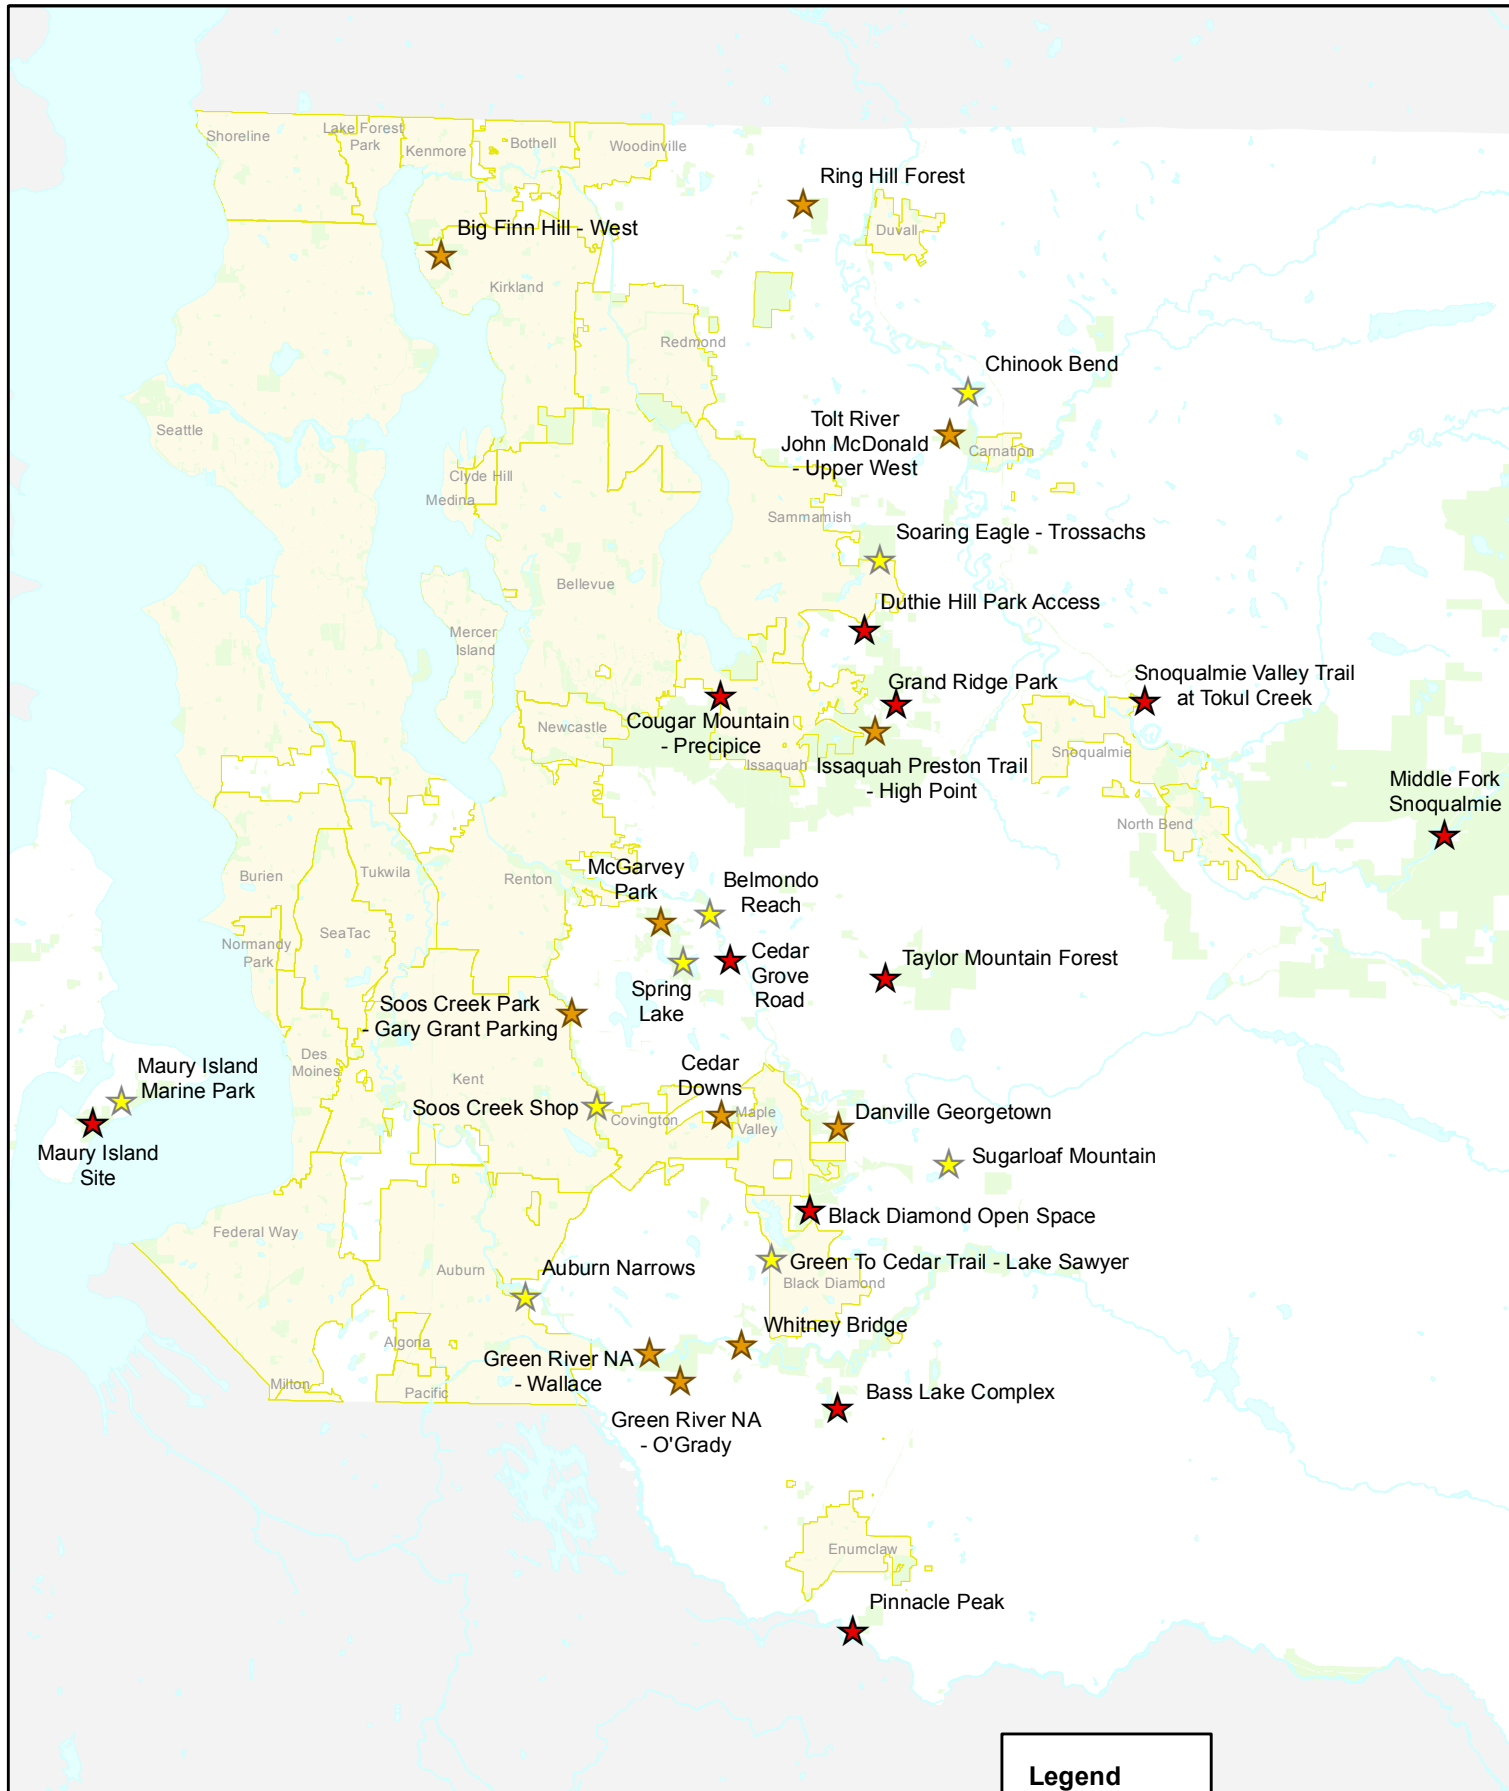 Shoreline
Lake Forest
Park
Kenmore
Bothell
Woodinville
Ring Hill Forest
Duvall
Big Finn Hill - West
Kirkland
Redmond
Chinook Bend
Tolt River
John McDonald
- Upper West
Carnation
Seattle
Clyde Hill
Medina
Sammamish
Soaring Eagle - Trossachs
Bellevue
Duthie Hill Park Access
Mercer
Island
Grand Ridge Park
Snoqualmie Valley Trail
at Tokul Creek
Newcastle
Cougar Mountain
- Precipice
Issaquah
Issaquah Preston Trail
- High Point
Snoqualmie
Middle Fork
Snoqualmie
North Bend
Burien
Tukwila
Renton
McGarvey
Park
Belmondo
Reach
Normandy
Park
SeaTac
Cedar
Grove
Road
Taylor Mountain Forest
Spring
Lake
Soos Creek Park
- Gary Grant Parking
Des
Moines
Maury Island
Marine Park
Kent
Cedar
Downs
Soos Creek Shop
Covington
Maple
Valley
Danville Georgetown
Maury Island
Site
Sugarloaf Mountain
Black Diamond Open Space
Federal Way
Auburn
Auburn Narrows
Green To Cedar Trail - Lake Sawyer
Black Diamond
Whitney Bridge
Algona
Green River NA
- Wallace
Milton
Pacific
Bass Lake Complex
Green River NA
- O'Grady
Enumclaw
Pinnacle Peak
Legend